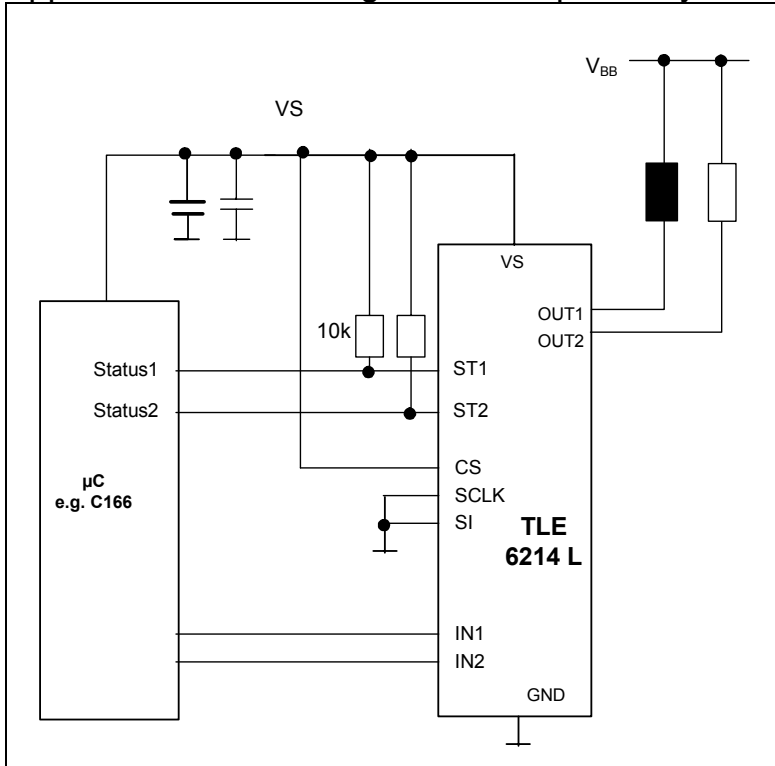 V_BB
VS
VS
OUT1
OUT2
10k
Status1
ST1
Status2
ST2
µC
e.g. C166
CS
SCLK
SI
TLE
6214 L
IN1
IN2
GND